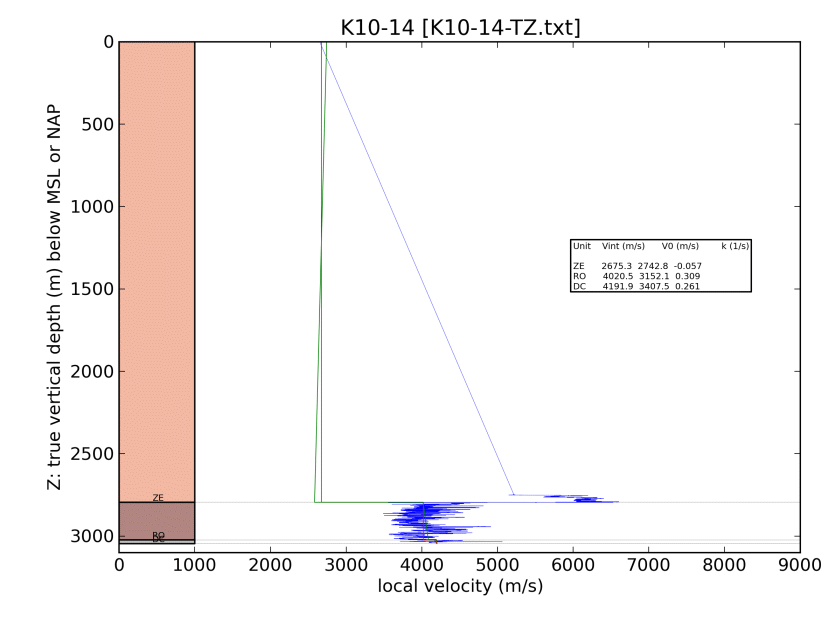 K10-14 [K10-14-TZ.txt]
Z: true vertical depth (m) below MSL or NAP
0
500
1000
1500
2000
2500
3000
ZE
RO
DC
Unit Vint (m/s) V0 (m/s) k (1/s)
ZE 2675.3 2742.8 -0.057
RO 4020.5 3152.1 0.309
DC 4191.9 3407.5 0.261
0 1000 2000 3000 4000 5000 6000 7000 8000 9000
local velocity (m/s)